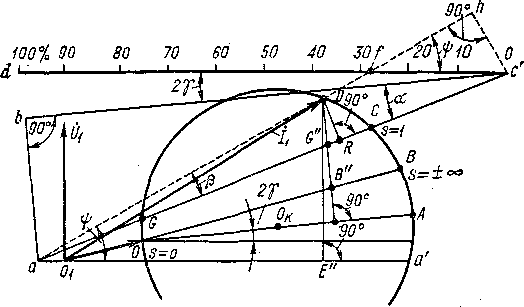 90° h
100% 90 80 70 60 50 40 30 f 20 ψ 10 0
d c'
2γ
b D 90° C α
90° U̇₁ İ₁ G" R s=1
B
β B" s=±∞
ψ G 2γ 90°
O_K A
90°
a O₁ O s=0 E" a'